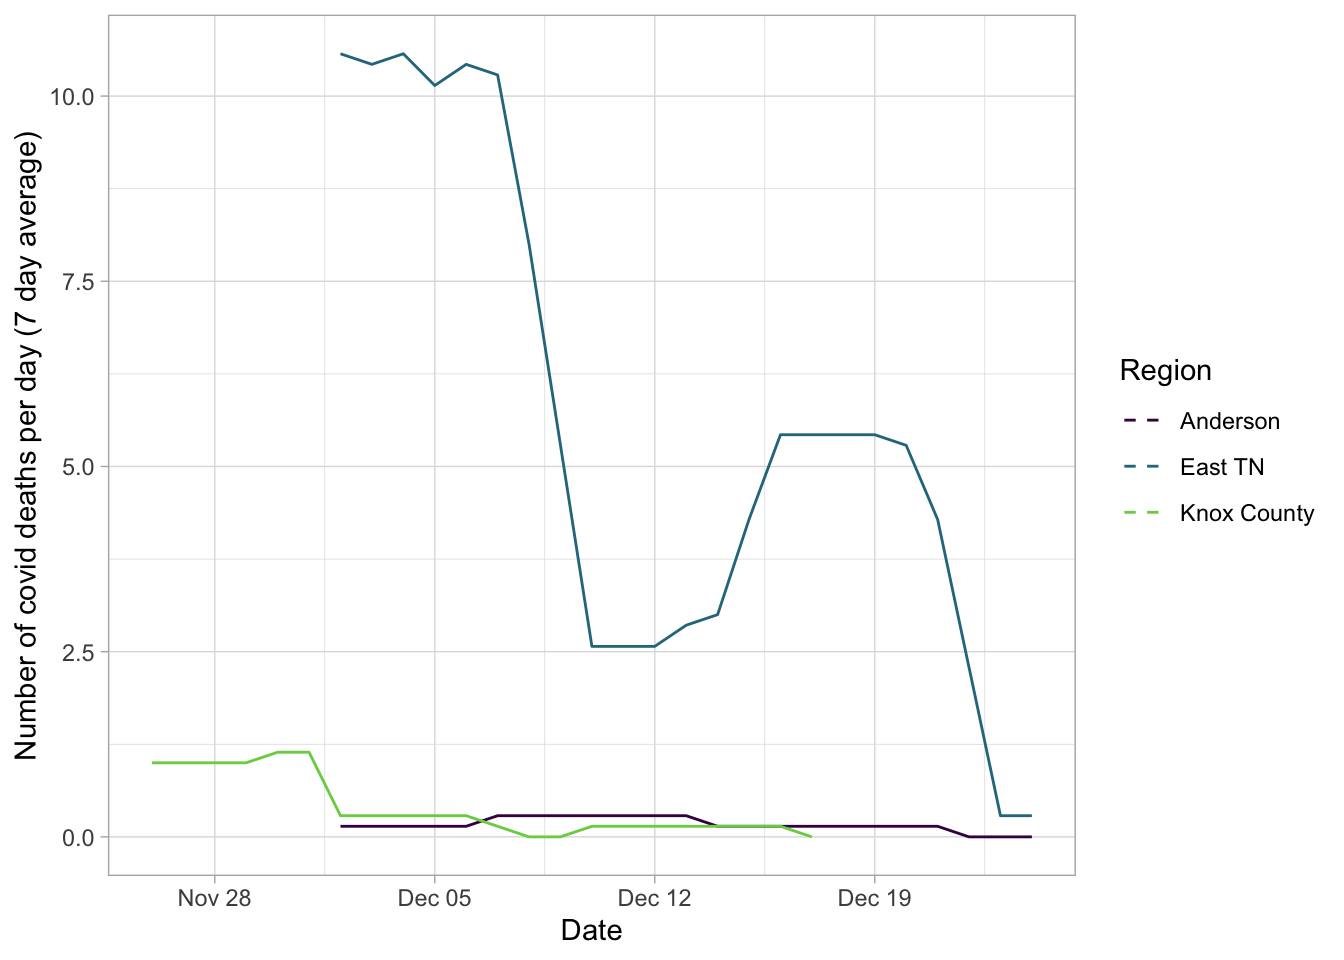 Number of covid deaths per day (7 day average)
10.0
7.5
5.0
2.5
0.0
Nov 28
Dec 05
Dec 12
Dec 19
Date
Region
Anderson
East TN
Knox County